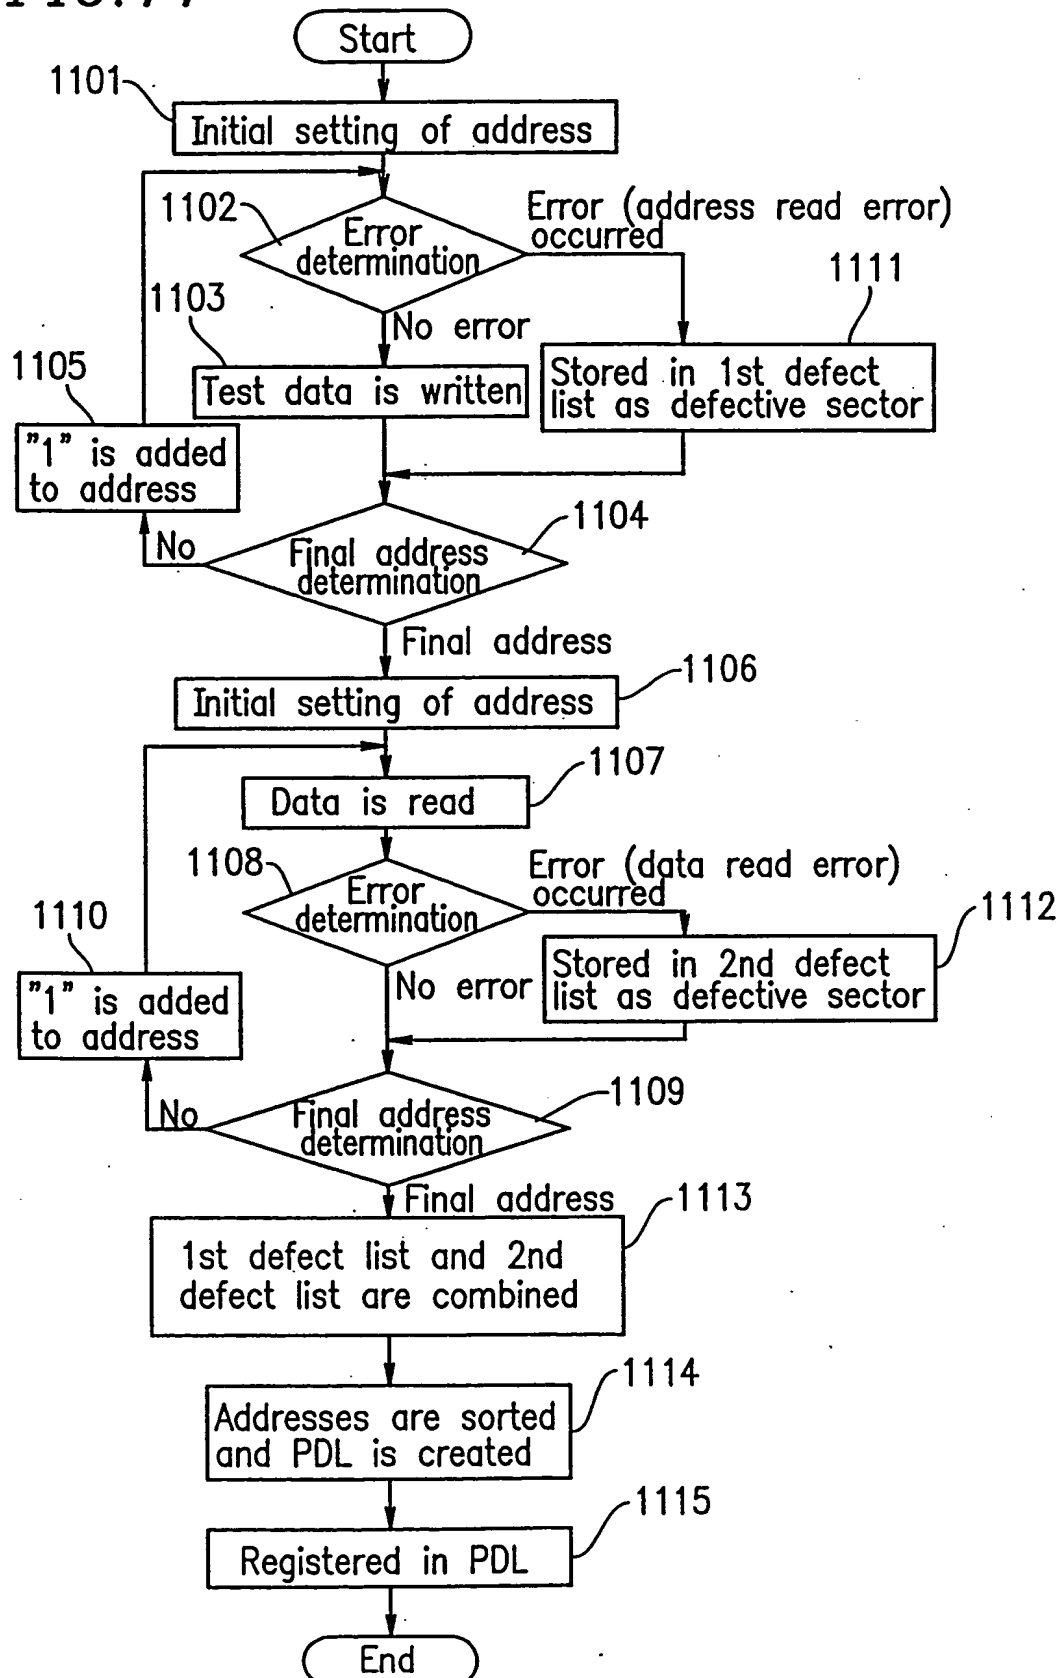 Start
1101
Initial setting of address
1102
Error
determination
Error (address read error)
occurred
1111
1103
No error
1105
Test data is written
Stored in 1st defect
list as defective sector
"1" is added
to address
1104
No
Final address
determination
Final address
1106
Initial setting of address
1107
Data is read
1108
Error
determination
Error (data read error)
occurred
1110
1112
"1" is added
to address
No error
Stored in 2nd defect
list as defective sector
1109
No
Final address
determination
Final address
1113
1st defect list and 2nd
defect list are combined
1114
Addresses are sorted
and PDL is created
1115
Registered in PDL
End